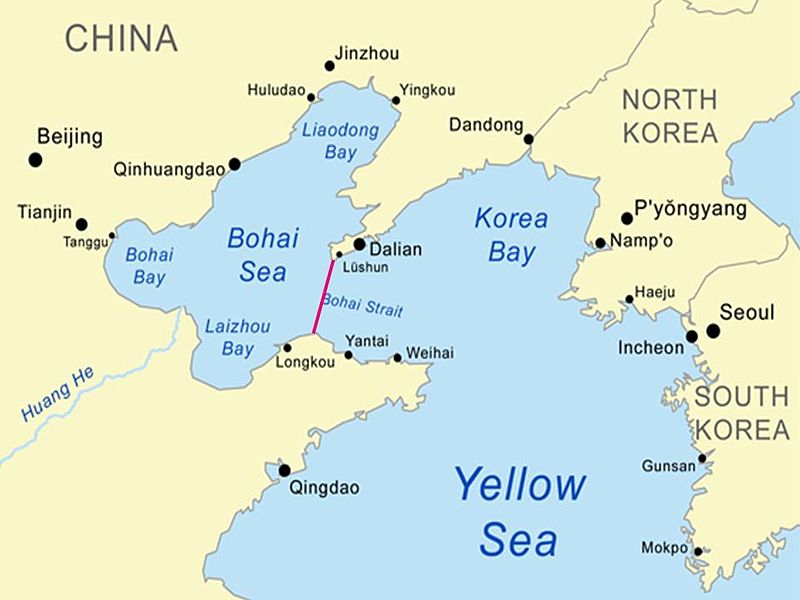 CHINA
Jinzhou
Huludao
Yingkou
Liaodong
Bay
Dandong
NORTH
KOREA
Beijing
Qinhuangdao
Tianjin
Tanggu
Bohai
Bay
Bohai
Sea
Dalian
Lüshun
Korea
Bay
P'yŏngyang
Namp'o
Bohai Strait
Haeju
Seoul
Incheon
Laizhou
Bay
Longkou
Yantai
Weihai
Huang He
SOUTH
KOREA
Gunsan
Qingdao
Yellow
Sea
Mokpo